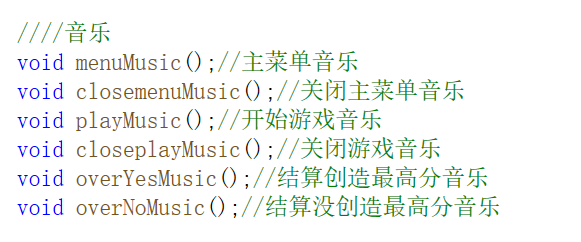 ////音乐
void menuMusic();//主菜单音乐
void closemenuMusic();//关闭主菜单音乐
void playMusic();//开始游戏音乐
void closeplayMusic();//关闭游戏音乐
void overYesMusic();//结算创造最高分音乐
void overNoMusic();//结算没创造最高分音乐